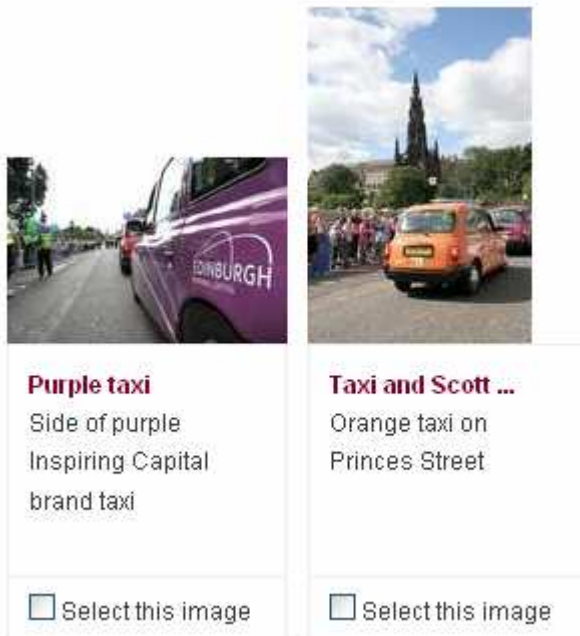 EDINBURGH
Purple taxi
Side of purple
Inspiring Capital
brand taxi
Select this image
Taxi and Scott ...
Orange taxi on
Princes Street
Select this image